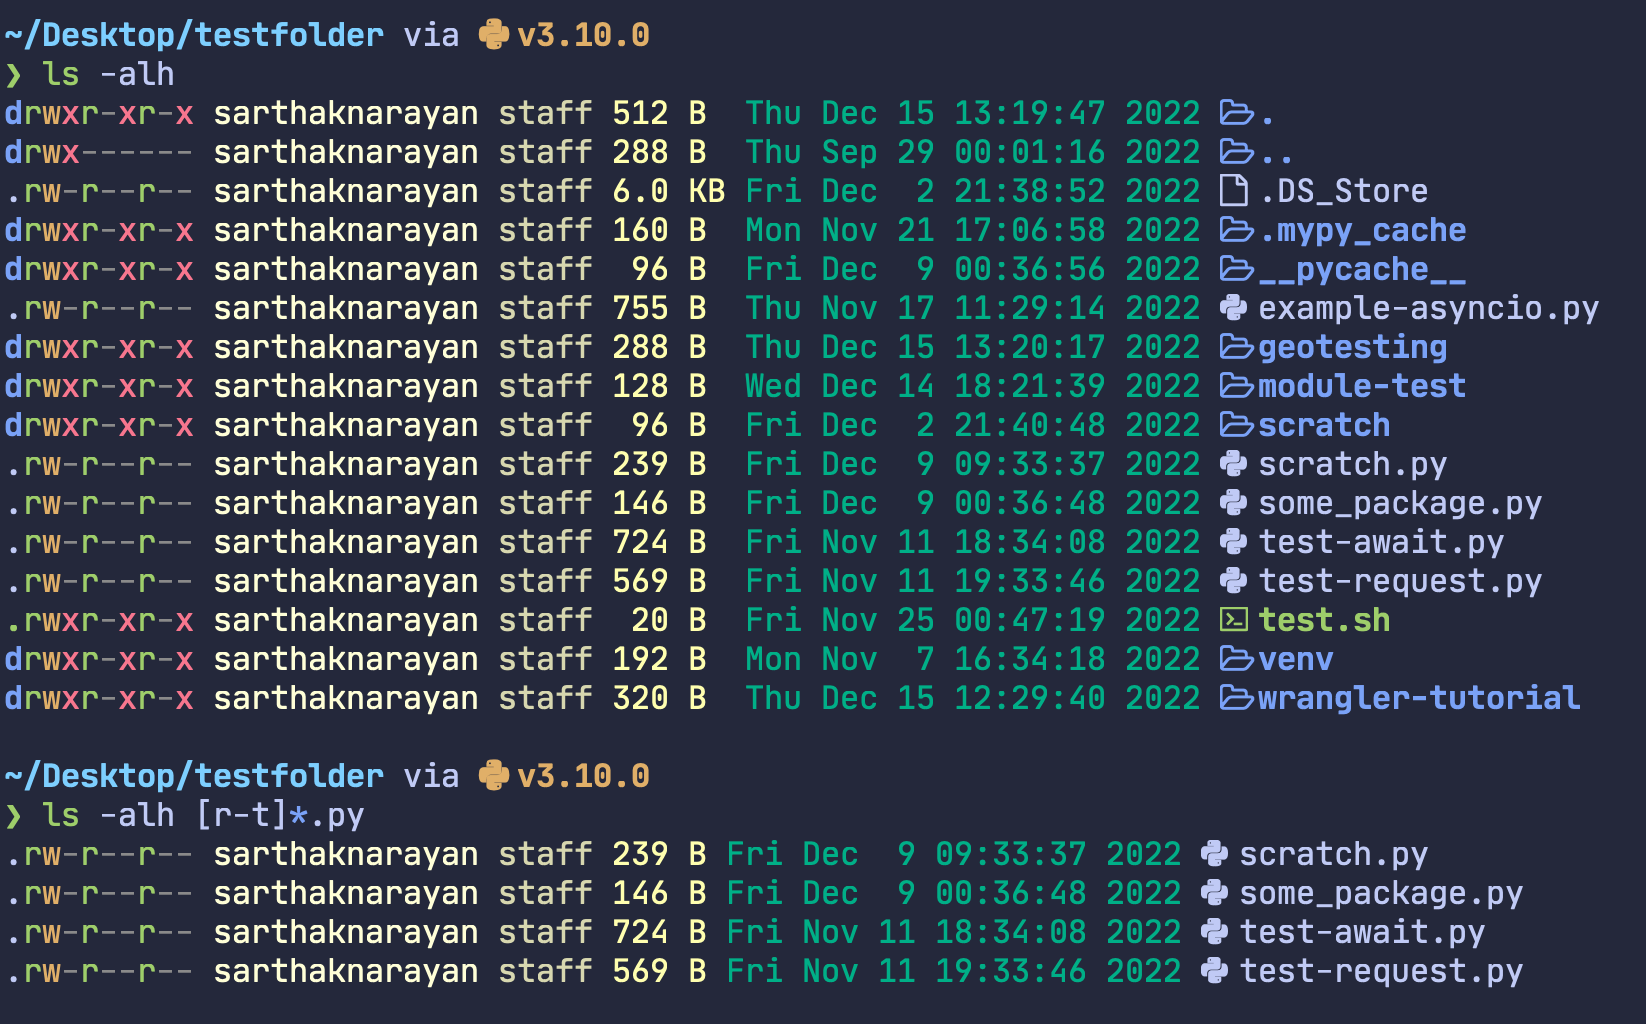 ~/Desktop/testfolder via v3.10.0
❯ ls -alh
drwxr-xr-x sarthaknarayan staff 512 B Thu Dec 15 13:19:47 2022 .
drwx------ sarthaknarayan staff 288 B Thu Sep 29 00:01:16 2022 ..
.rw-r--r-- sarthaknarayan staff 6.0 KB Fri Dec 2 21:38:52 2022 .DS_Store
drwxr-xr-x sarthaknarayan staff 160 B Mon Nov 21 17:06:58 2022 .mypy_cache
drwxr-xr-x sarthaknarayan staff 96 B Fri Dec 9 00:36:56 2022 __pycache__
.rw-r--r-- sarthaknarayan staff 755 B Thu Nov 17 11:29:14 2022 example-asyncio.py
drwxr-xr-x sarthaknarayan staff 288 B Thu Dec 15 13:20:17 2022 geotesting
drwxr-xr-x sarthaknarayan staff 128 B Wed Dec 14 18:21:39 2022 module-test
drwxr-xr-x sarthaknarayan staff 96 B Fri Dec 2 21:40:48 2022 scratch
.rw-r--r-- sarthaknarayan staff 239 B Fri Dec 9 09:33:37 2022 scratch.py
.rw-r--r-- sarthaknarayan staff 146 B Fri Dec 9 00:36:48 2022 some_package.py
.rw-r--r-- sarthaknarayan staff 724 B Fri Nov 11 18:34:08 2022 test-await.py
.rw-r--r-- sarthaknarayan staff 569 B Fri Nov 11 19:33:46 2022 test-request.py
.rwxr-xr-x sarthaknarayan staff 20 B Fri Nov 25 00:47:19 2022 test.sh
drwxr-xr-x sarthaknarayan staff 192 B Mon Nov 7 16:34:18 2022 venv
drwxr-xr-x sarthaknarayan staff 320 B Thu Dec 15 12:29:40 2022 wrangler-tutorial
~/Desktop/testfolder via v3.10.0
❯ ls -alh [r-t]*.py
.rw-r--r-- sarthaknarayan staff 239 B Fri Dec 9 09:33:37 2022 scratch.py
.rw-r--r-- sarthaknarayan staff 146 B Fri Dec 9 00:36:48 2022 some_package.py
.rw-r--r-- sarthaknarayan staff 724 B Fri Nov 11 18:34:08 2022 test-await.py
.rw-r--r-- sarthaknarayan staff 569 B Fri Nov 11 19:33:46 2022 test-request.py